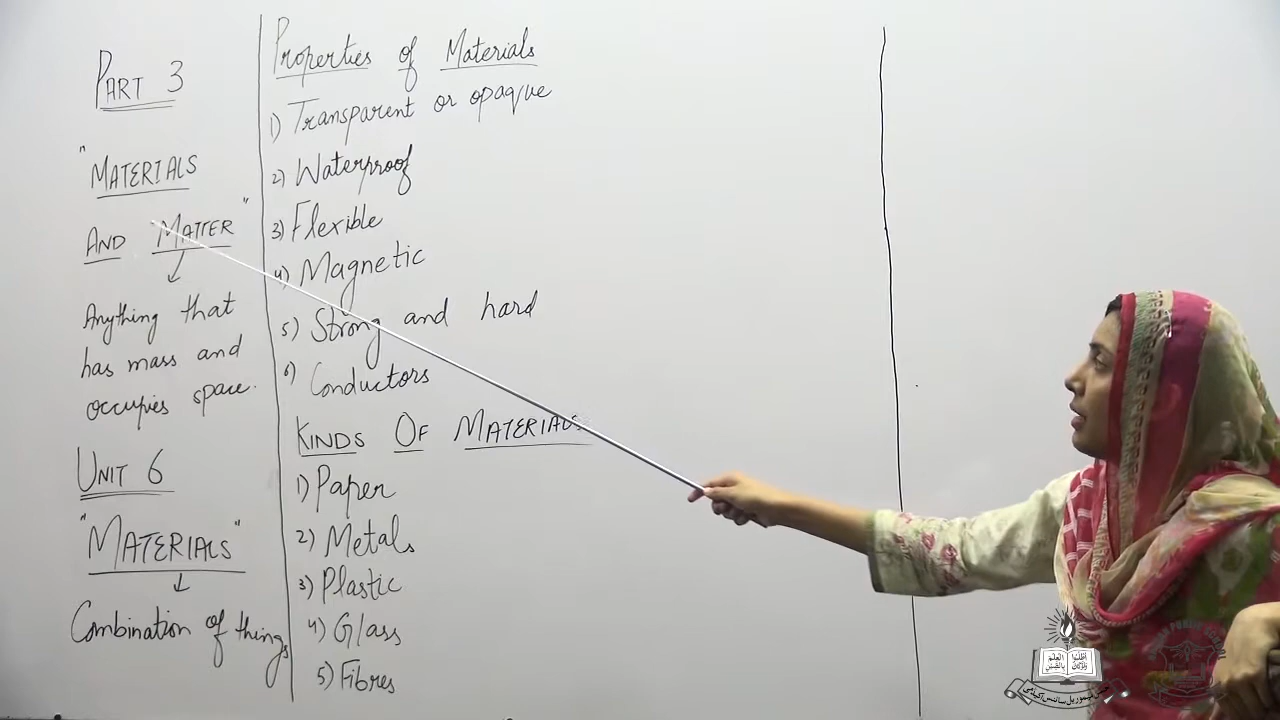 PART 3
"MATERIALS
AND MATTER"
Anything that
has mass and
occupies space.
UNIT 6
"MATERIALS"
Combination of things
Properties of Materials
1) Transparent or opaque
2) Waterproof
3) Flexible
4) Magnetic
5) Strong and hard
6) Conductors
KINDS OF MATERIALS
1) Paper
2) Metals
3) Plastic
4) Glass
5) Fibres